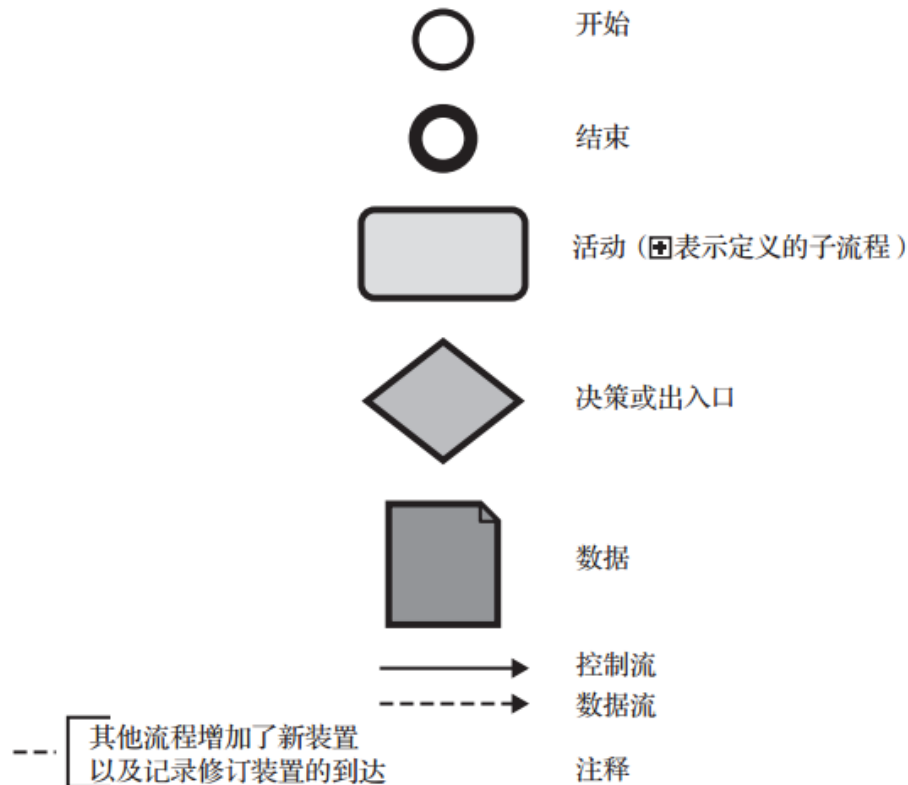 开始
结束
活动（⊞表示定义的子流程）
决策或出入口
数据
控制流
数据流
其他流程增加了新装置
以及记录修订装置的到达
注释